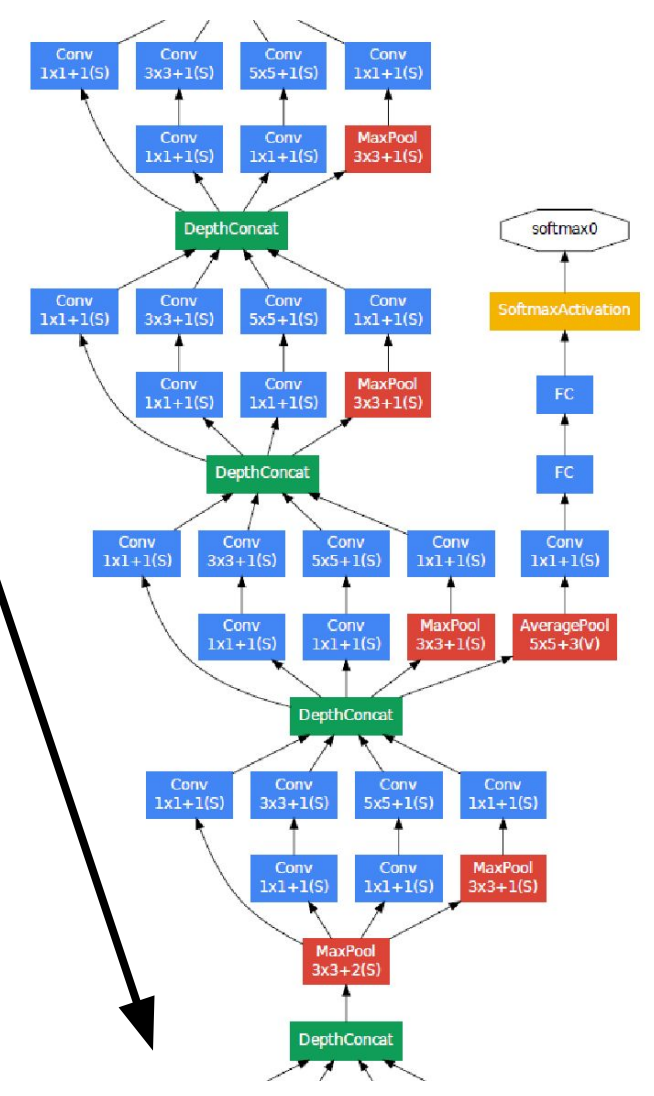 Conv
1x1+1(S)
Conv
3x3+1(S)
Conv
5x5+1(S)
Conv
1x1+1(S)
Conv
1x1+1(S)
Conv
1x1+1(S)
MaxPool
3x3+1(S)
DepthConcat
softmax0
Conv
1x1+1(S)
Conv
3x3+1(S)
Conv
5x5+1(S)
Conv
1x1+1(S)
SoftmaxActivation
Conv
1x1+1(S)
Conv
1x1+1(S)
MaxPool
3x3+1(S)
FC
DepthConcat
FC
Conv
1x1+1(S)
Conv
3x3+1(S)
Conv
5x5+1(S)
Conv
1x1+1(S)
Conv
1x1+1(S)
Conv
1x1+1(S)
Conv
1x1+1(S)
MaxPool
3x3+1(S)
AveragePool
5x5+3(V)
DepthConcat
Conv
1x1+1(S)
Conv
3x3+1(S)
Conv
5x5+1(S)
Conv
1x1+1(S)
Conv
1x1+1(S)
Conv
1x1+1(S)
MaxPool
3x3+1(S)
MaxPool
3x3+2(S)
DepthConcat